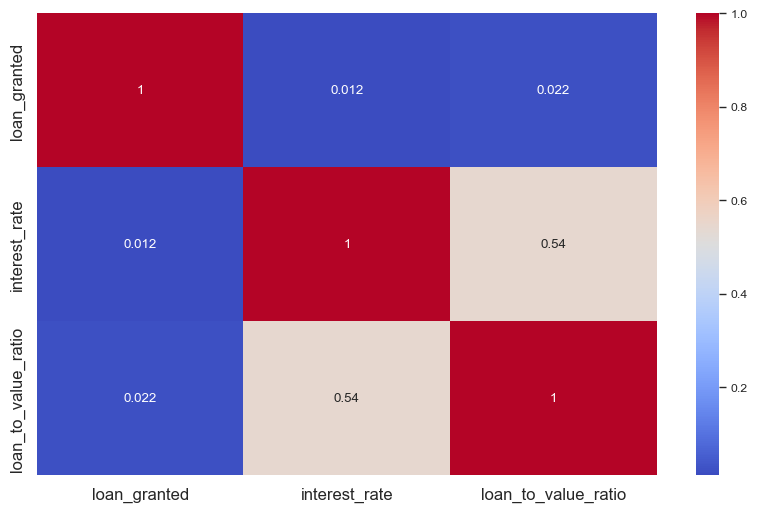 loan_granted
1
0.012
0.022
interest_rate
0.012
1
0.54
loan_to_value_ratio
0.022
0.54
1
loan_granted
interest_rate
loan_to_value_ratio
1.0
0.8
0.6
0.4
0.2